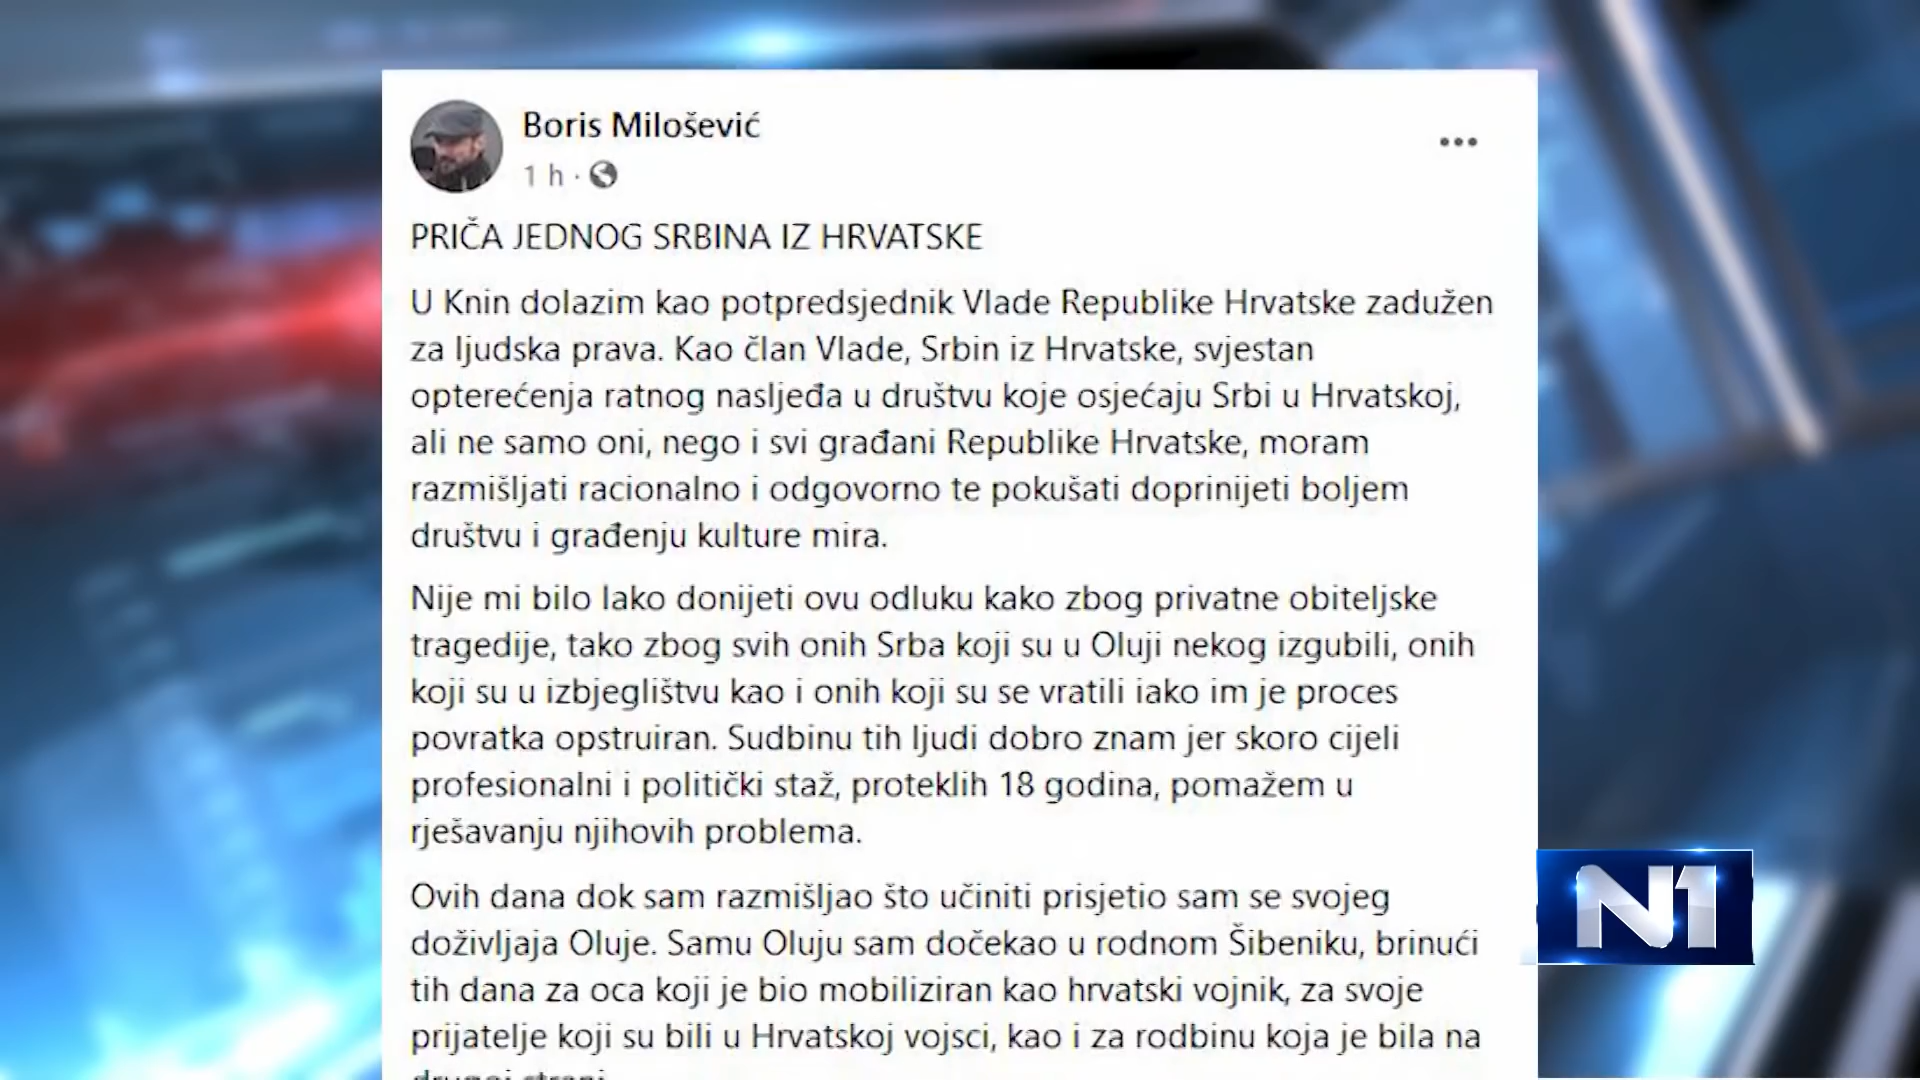 Boris Milošević
1 h ·
PRIČA JEDNOG SRBINA IZ HRVATSKE
U Knin dolazim kao potpredsjednik Vlade Republike Hrvatske zadužen
za ljudska prava. Kao član Vlade, Srbin iz Hrvatske, svjestan
opterećenja ratnog nasljeđa u društvu koje osjećaju Srbi u Hrvatskoj,
ali ne samo oni, nego i svi građani Republike Hrvatske, moram
razmišljati racionalno i odgovorno te pokušati doprinijeti boljem
društvu i građenju kulture mira.
Nije mi bilo lako donijeti ovu odluku kako zbog privatne obiteljske
tragedije, tako zbog svih onih Srba koji su u Oluji nekog izgubili, onih
koji su u izbjeglištvu kao i onih koji su se vratili iako im je proces
povratka opstruiran. Sudbinu tih ljudi dobro znam jer skoro cijeli
profesionalni i politički staž, proteklih 18 godina, pomažem u
rješavanju njihovih problema.
Ovih dana dok sam razmišljao što učiniti prisjetio sam se svojeg
doživljaja Oluje. Samu Oluju sam dočekao u rodnom Šibeniku, brinući
tih dana za oca koji je bio mobiliziran kao hrvatski vojnik, za svoje
prijatelje koji su bili u Hrvatskoj vojsci, kao i za rodbinu koja je bila na
N1